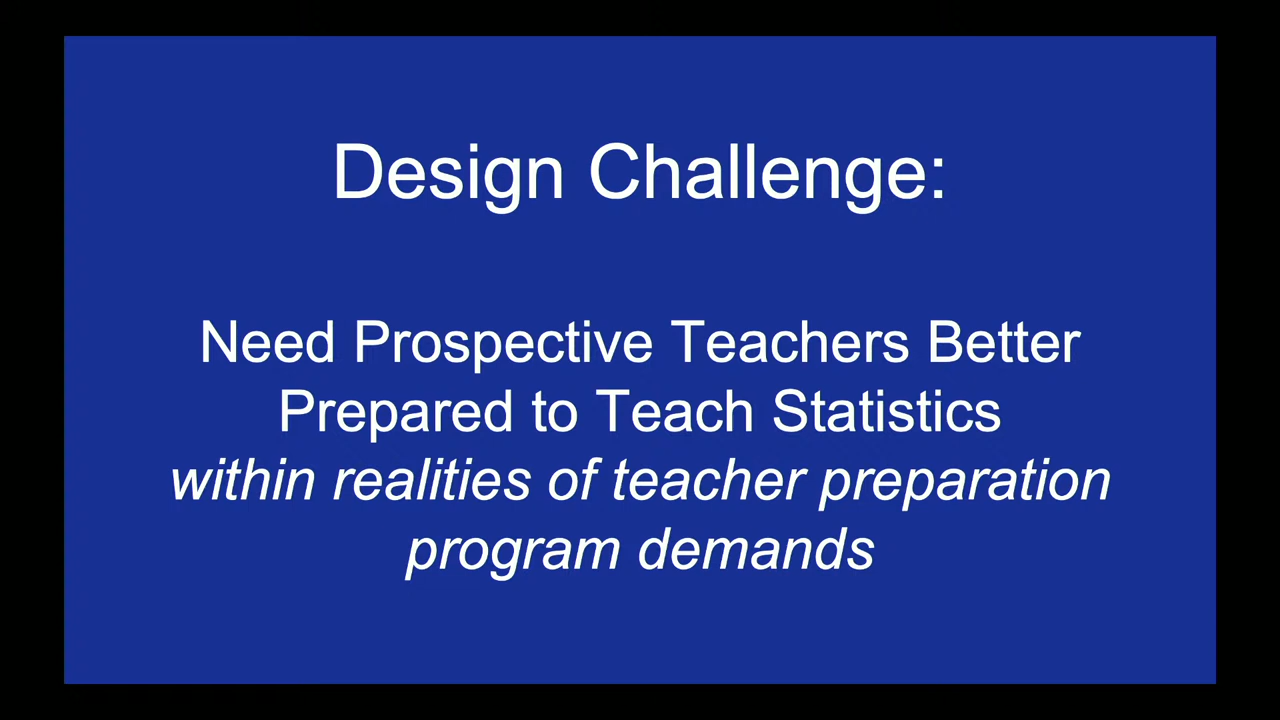 Design Challenge:
Need Prospective Teachers Better
Prepared to Teach Statistics
within realities of teacher preparation
program demands